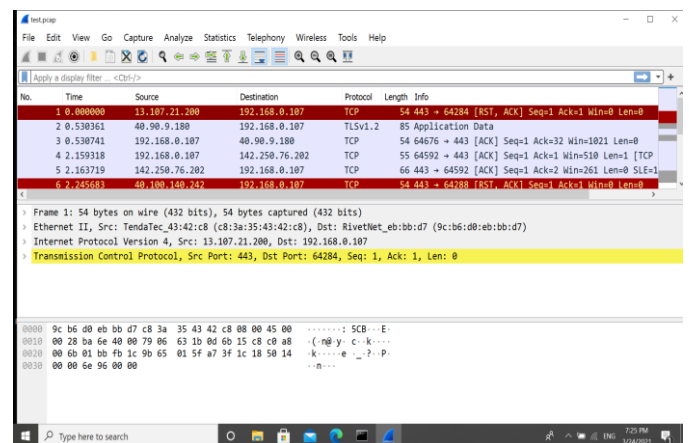 test.pcap
File Edit View Go Capture Analyze Statistics Telephony Wireless Tools Help
Apply a display filter ... <Ctrl-/>
No. Time Source Destination Protocol Length Info
1 0.000000 13.107.21.200 192.168.0.107 TCP 54 443 → 64284 [RST, ACK] Seq=1 Ack=1 Win=0 Len=0
2 0.530361 40.90.9.180 192.168.0.107 TLSv1.2 85 Application Data
3 0.530741 192.168.0.107 40.90.9.180 TCP 54 64676 → 443 [ACK] Seq=1 Ack=32 Win=1021 Len=0
4 2.159318 192.168.0.107 142.250.76.202 TCP 55 64592 → 443 [ACK] Seq=1 Ack=1 Win=510 Len=1 [TCP
5 2.163719 142.250.76.202 192.168.0.107 TCP 66 443 → 64592 [ACK] Seq=1 Ack=2 Win=261 Len=0 SLE=1
6 2.245683 40.100.140.242 192.168.0.107 TCP 54 443 → 64288 [RST, ACK] Seq=1 Ack=1 Win=0 Len=0
Frame 1: 54 bytes on wire (432 bits), 54 bytes captured (432 bits)
Ethernet II, Src: TendaTec_43:42:c8 (c8:3a:35:43:42:c8), Dst: RivetNet_eb:bb:d7 (9c:b6:d0:eb:bb:d7)
Internet Protocol Version 4, Src: 13.107.21.200, Dst: 192.168.0.107
Transmission Control Protocol, Src Port: 443, Dst Port: 64284, Seq: 1, Ack: 1, Len: 0
0000 9c b6 d0 eb bb d7 c8 3a 35 43 42 c8 08 00 45 00 ·······: 5CB···E·
0010 00 28 ba 6e 40 00 79 06 63 1b 0d 6b 15 c8 c0 a8 ·(·n@·y· c··k····
0020 00 6b 01 bb fb 1c 9b 65 01 5f a7 3f 1c 18 50 14 ·k·····e ·_·?··P·
0030 00 00 6e 96 00 00 ··n···
Type here to search
ENG
7:25 PM
3/24/2021